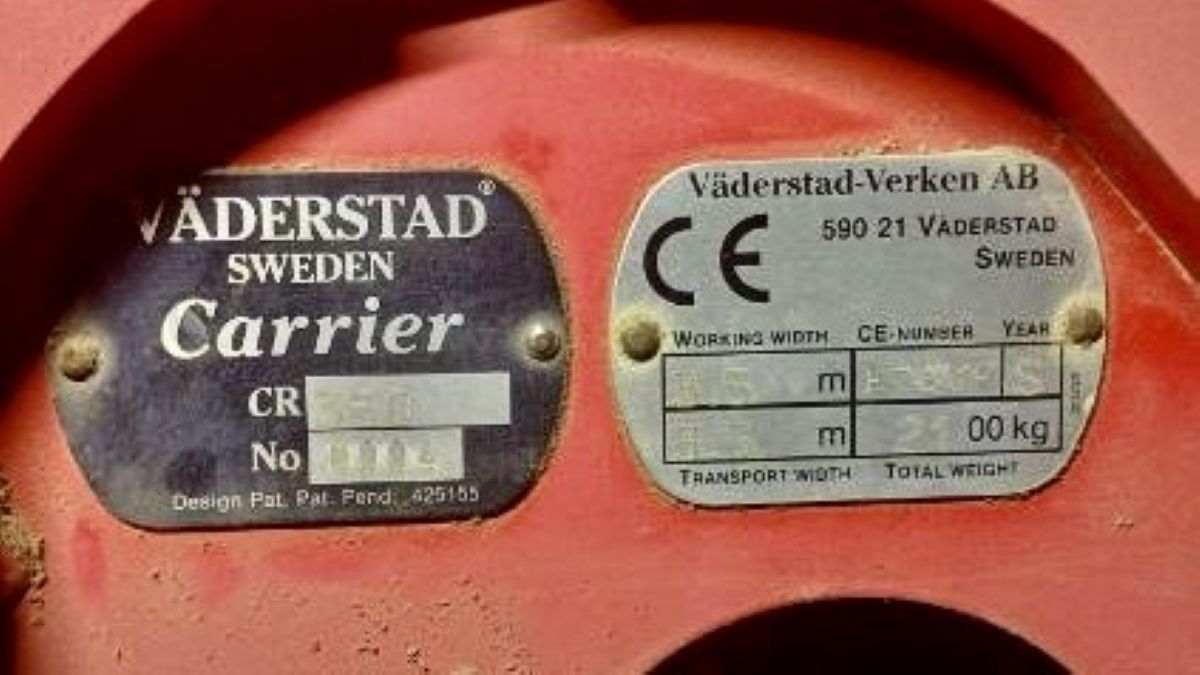 VÄDERSTAD®
SWEDEN
Carrier
CR
No
Design Pat. Pat. Pend: 425155
Väderstad-Verken AB
CE
590 21 VÄDERSTAD
SWEDEN
WORKING WIDTH CE-NUMBER YEAR
m
m 00 kg
TRANSPORT WIDTH TOTAL WEIGHT